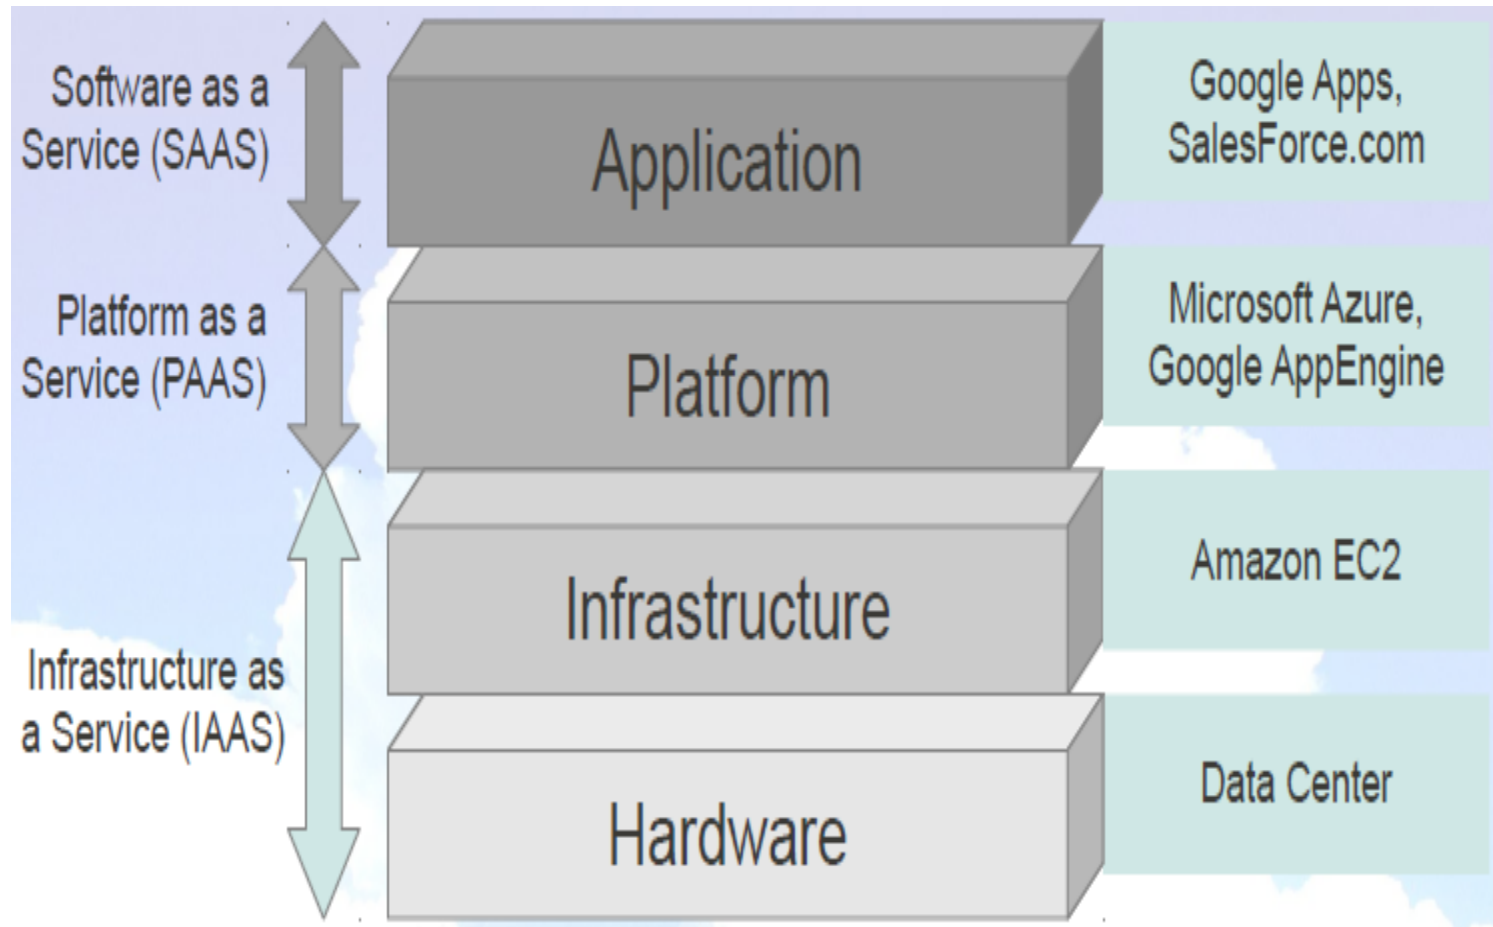 Software as a
Service (SAAS)
Application
Google Apps,
SalesForce.com
Platform as a
Service (PAAS)
Platform
Microsoft Azure,
Google AppEngine
Infrastructure
Amazon EC2
Infrastructure as
a Service (IAAS)
Hardware
Data Center